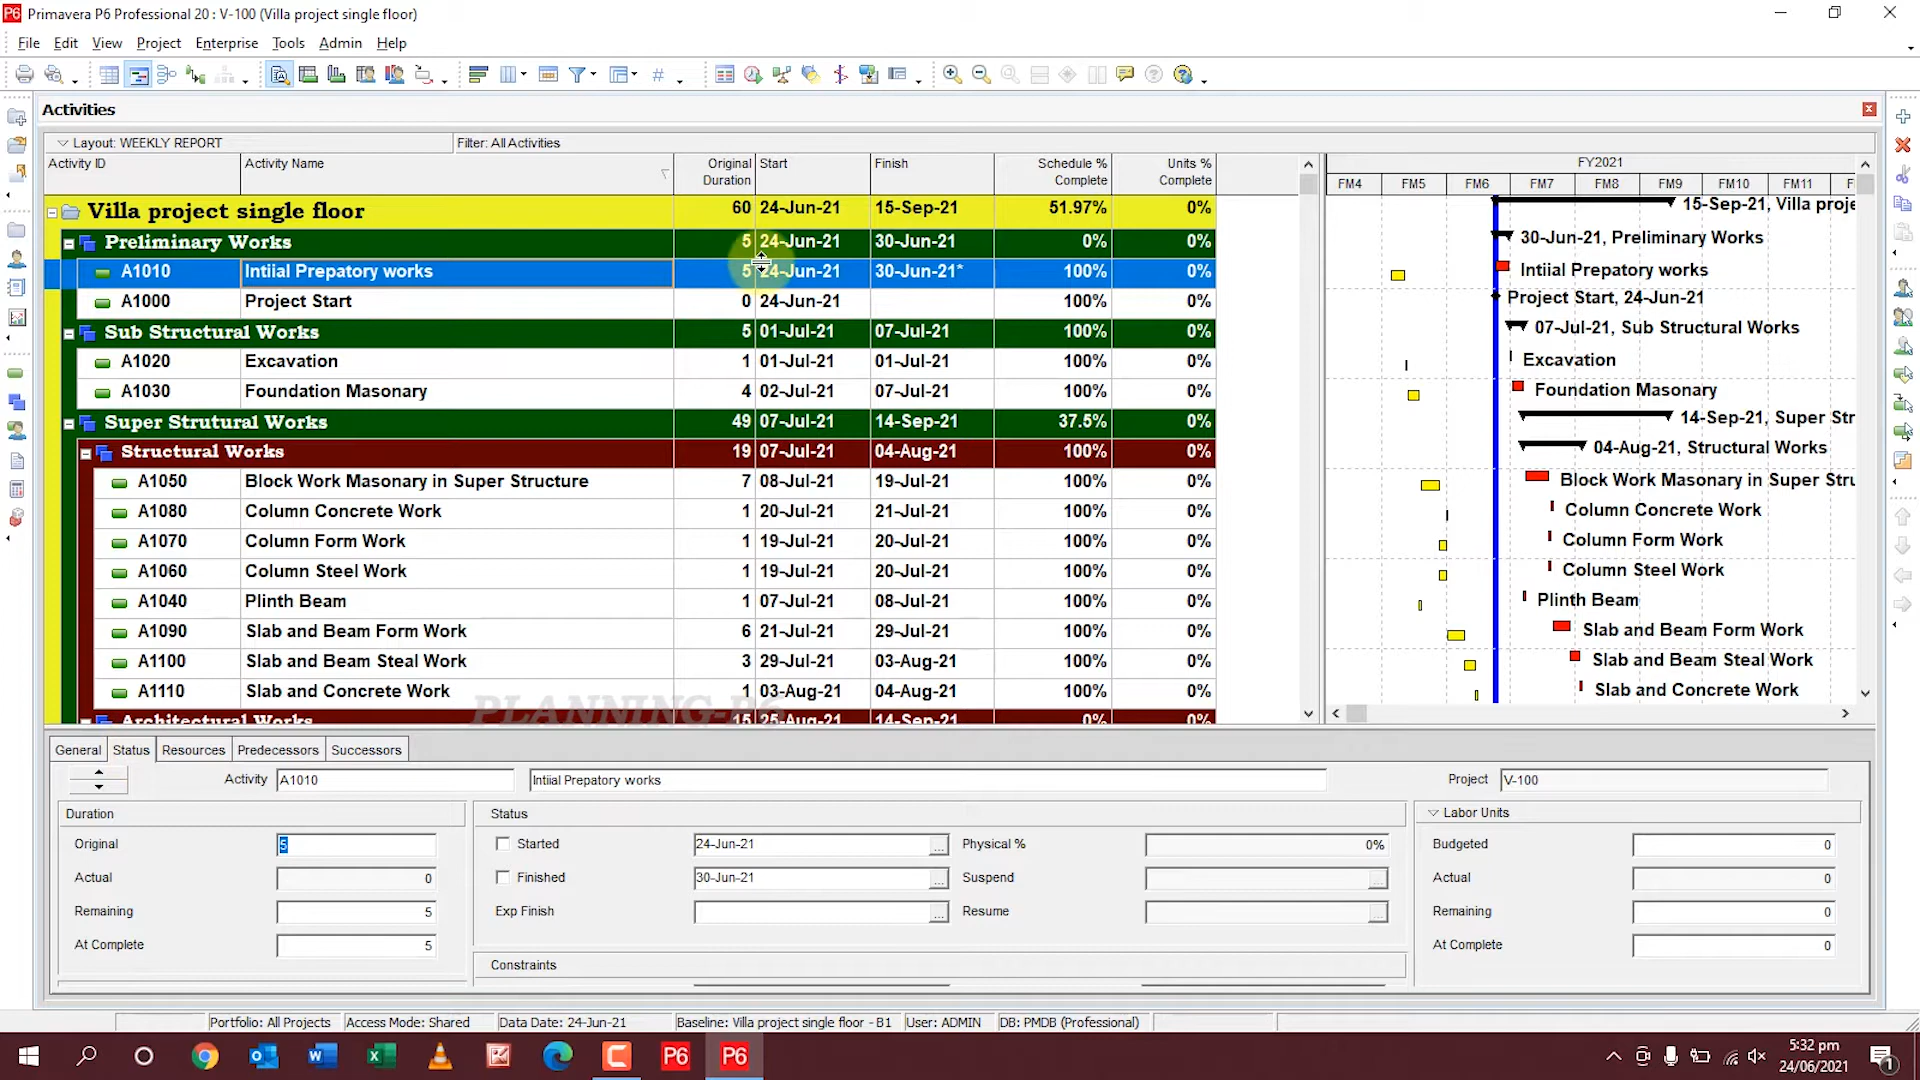 Primavera P6 Professional 20 : V-100 (Villa project single floor)
File Edit View Project Enterprise Tools Admin Help
Activities
Layout: WEEKLY REPORT Filter: All Activities
Activity ID Activity Name Original Duration Start Finish Schedule % Complete Units % Complete
Villa project single floor 60 24-Jun-21 15-Sep-21 51.97% 0%
Preliminary Works 5 24-Jun-21 30-Jun-21 0% 0%
A1010 Intiial Prepatory works 5 24-Jun-21 30-Jun-21* 100% 0%
A1000 Project Start 0 24-Jun-21 100% 0%
Sub Structural Works 5 01-Jul-21 07-Jul-21 100% 0%
A1020 Excavation 1 01-Jul-21 01-Jul-21 100% 0%
A1030 Foundation Masonary 4 02-Jul-21 07-Jul-21 100% 0%
Super Strutural Works 49 07-Jul-21 14-Sep-21 37.5% 0%
Structural Works 19 07-Jul-21 04-Aug-21 100% 0%
A1050 Block Work Masonary in Super Structure 7 08-Jul-21 19-Jul-21 100% 0%
A1080 Column Concrete Work 1 20-Jul-21 21-Jul-21 100% 0%
A1070 Column Form Work 1 19-Jul-21 20-Jul-21 100% 0%
A1060 Column Steel Work 1 19-Jul-21 20-Jul-21 100% 0%
A1040 Plinth Beam 1 07-Jul-21 08-Jul-21 100% 0%
A1090 Slab and Beam Form Work 6 21-Jul-21 29-Jul-21 100% 0%
A1100 Slab and Beam Steal Work 3 29-Jul-21 03-Aug-21 100% 0%
A1110 Slab and Concrete Work 1 03-Aug-21 04-Aug-21 100% 0%
Architectural Works 15 25-Aug-21 14-Sep-21 0% 0%
PLANNING-P6
FY2021
FM4 FM5 FM6 FM7 FM8 FM9 FM10 FM11 F
15-Sep-21, Villa proje
30-Jun-21, Preliminary Works
Intiial Prepatory works
Project Start, 24-Jun-21
07-Jul-21, Sub Structural Works
Excavation
Foundation Masonary
14-Sep-21, Super Str
04-Aug-21, Structural Works
Block Work Masonary in Super Stru
Column Concrete Work
Column Form Work
Column Steel Work
Plinth Beam
Slab and Beam Form Work
Slab and Beam Steal Work
Slab and Concrete Work
General Status Resources Predecessors Successors
Activity A1010 Intiial Prepatory works Project V-100
Duration Status Labor Units
Original 5 Started 24-Jun-21 ... Physical % 0% Budgeted 0
Actual 0 Finished 30-Jun-21 ... Suspend ... Actual 0
Remaining 5 Exp Finish ... Resume ... Remaining 0
At Complete 5 At Complete 0
Constraints
Portfolio: All Projects Access Mode: Shared Data Date: 24-Jun-21 Baseline: Villa project single floor - B1 User: ADMIN DB: PMDB (Professional)
P6 P6
5:32 pm
24/06/2021
1